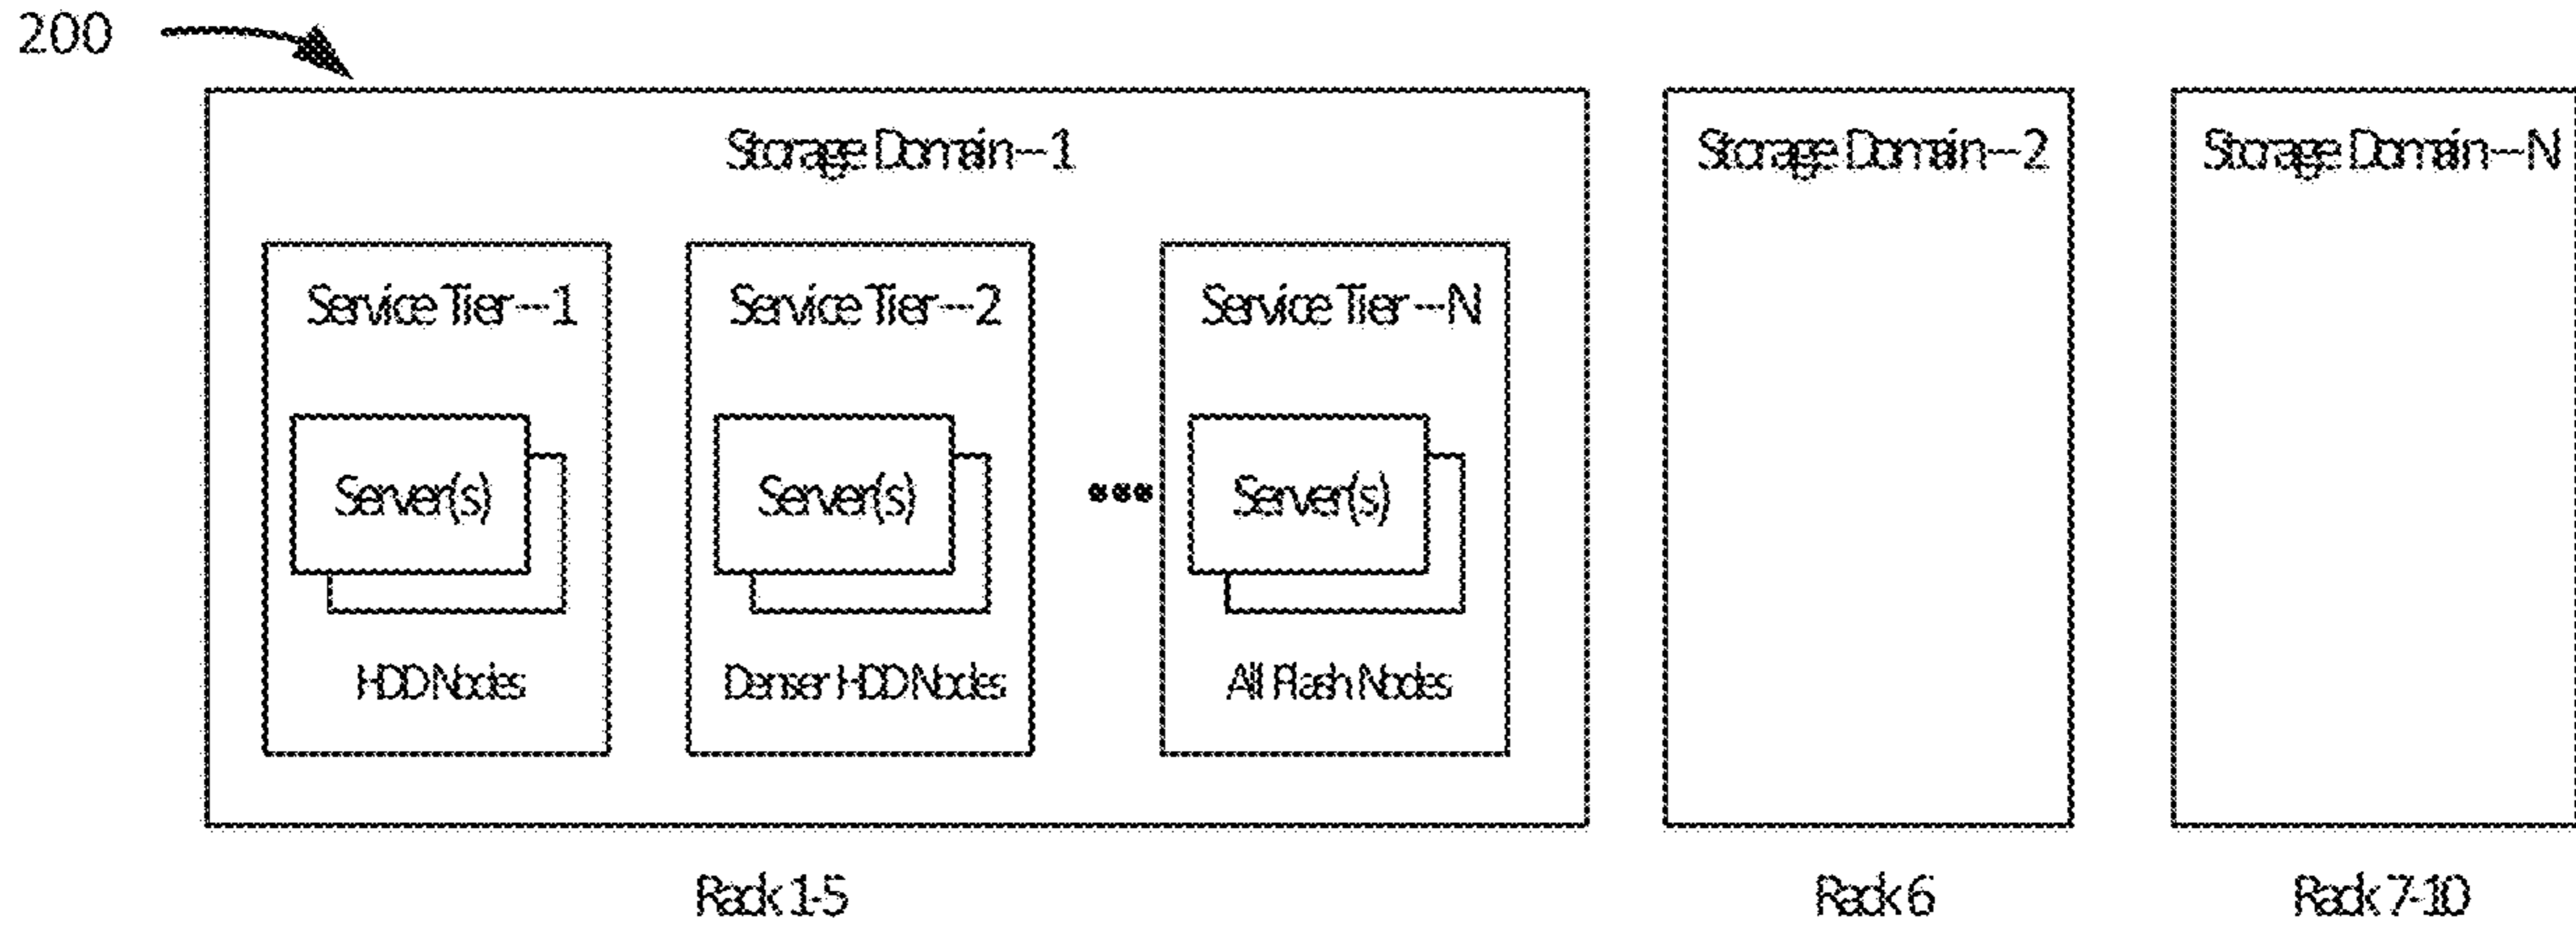 200
Storage Domain---1
Storage Domain---2
Storage Domain---N
Service Tier---1
Service Tier---2
Service Tier---N
Server(s)
Server(s)
•••
Server(s)
HDD Nodes
Denser HDD Nodes
All Flash Nodes
Rack 1-5
Rack 6
Rack 7-10